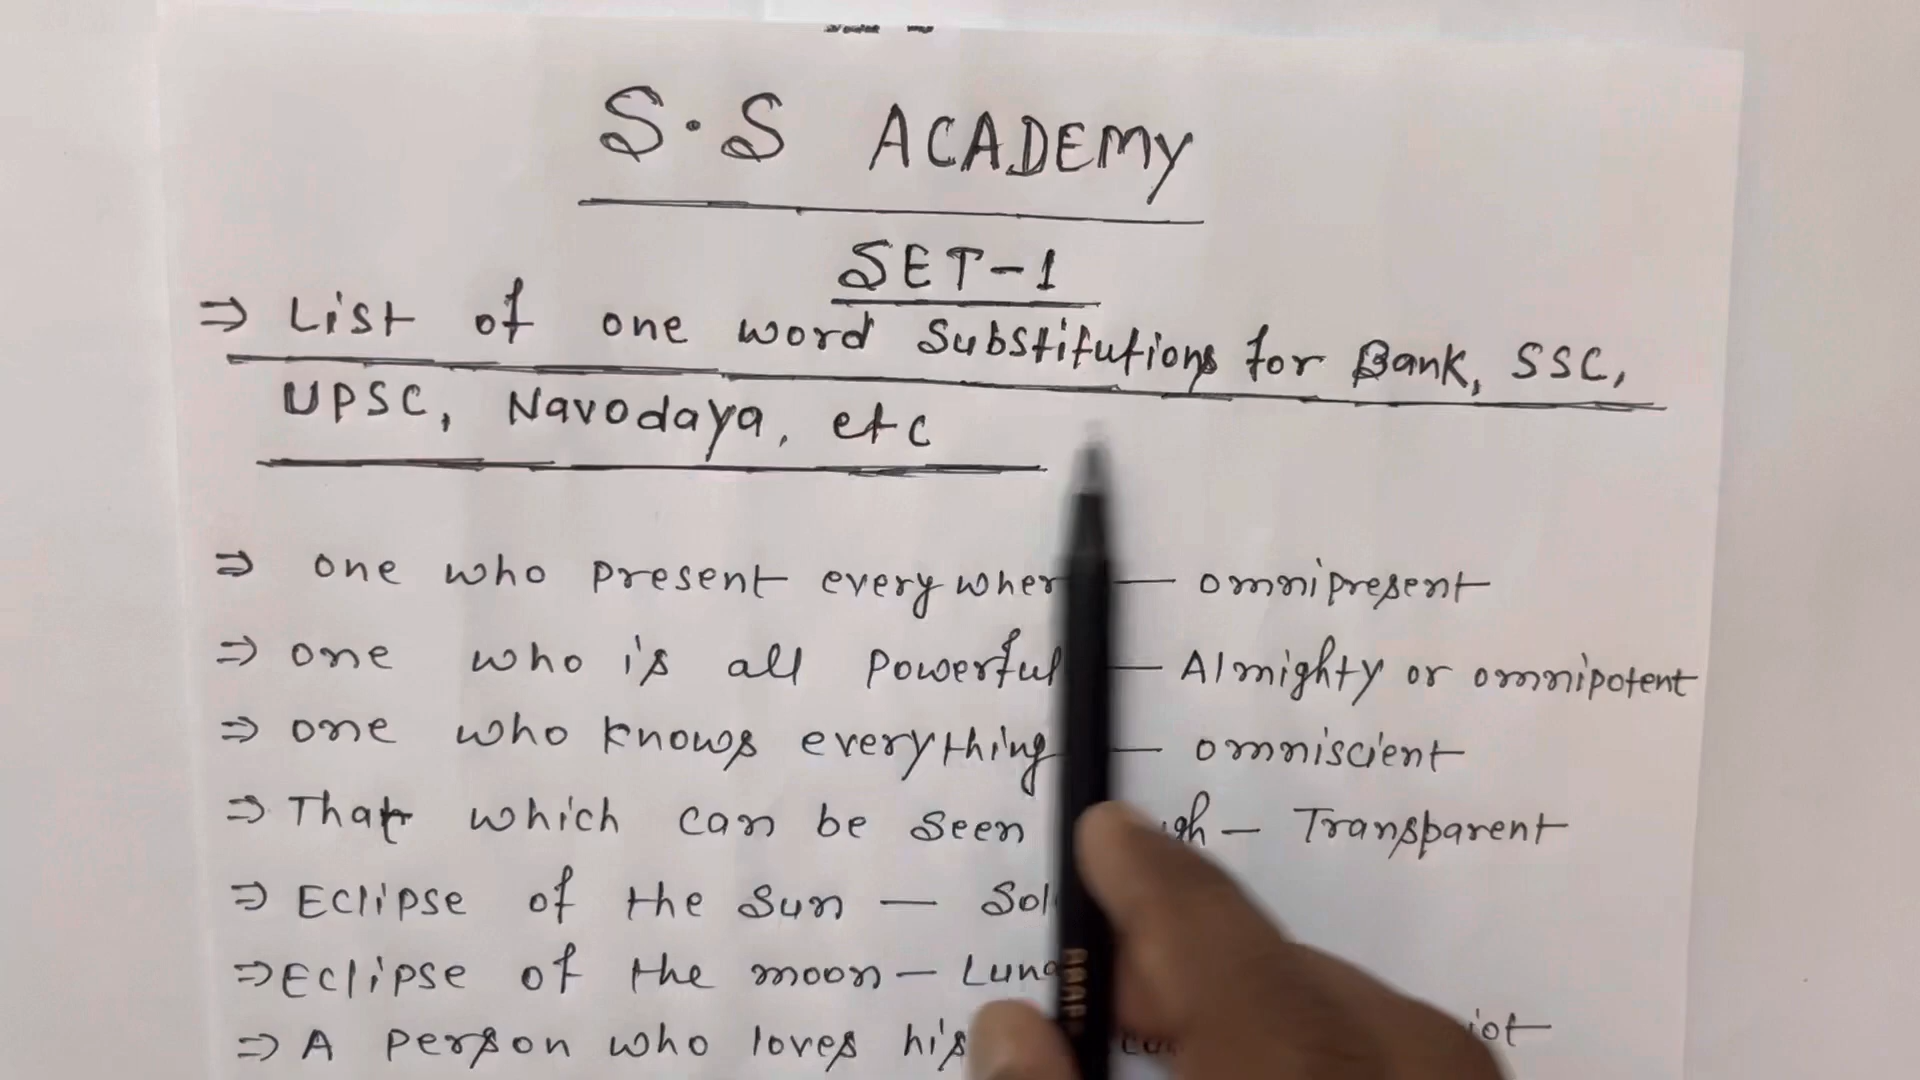 S.S ACADEMY
SET-1
⇒ List of one word Substitutions for Bank, SSC,
UPSC, Navodaya, etc
⇒ one who present every wher — omnipresent
⇒ one who is all powerful — Almighty or omnipotent
⇒ one who knows everything — omniscient
⇒ That which can be seen — Transparent
⇒ Eclipse of the Sun —
⇒ Eclipse of the moon —
⇒ A person who loves his